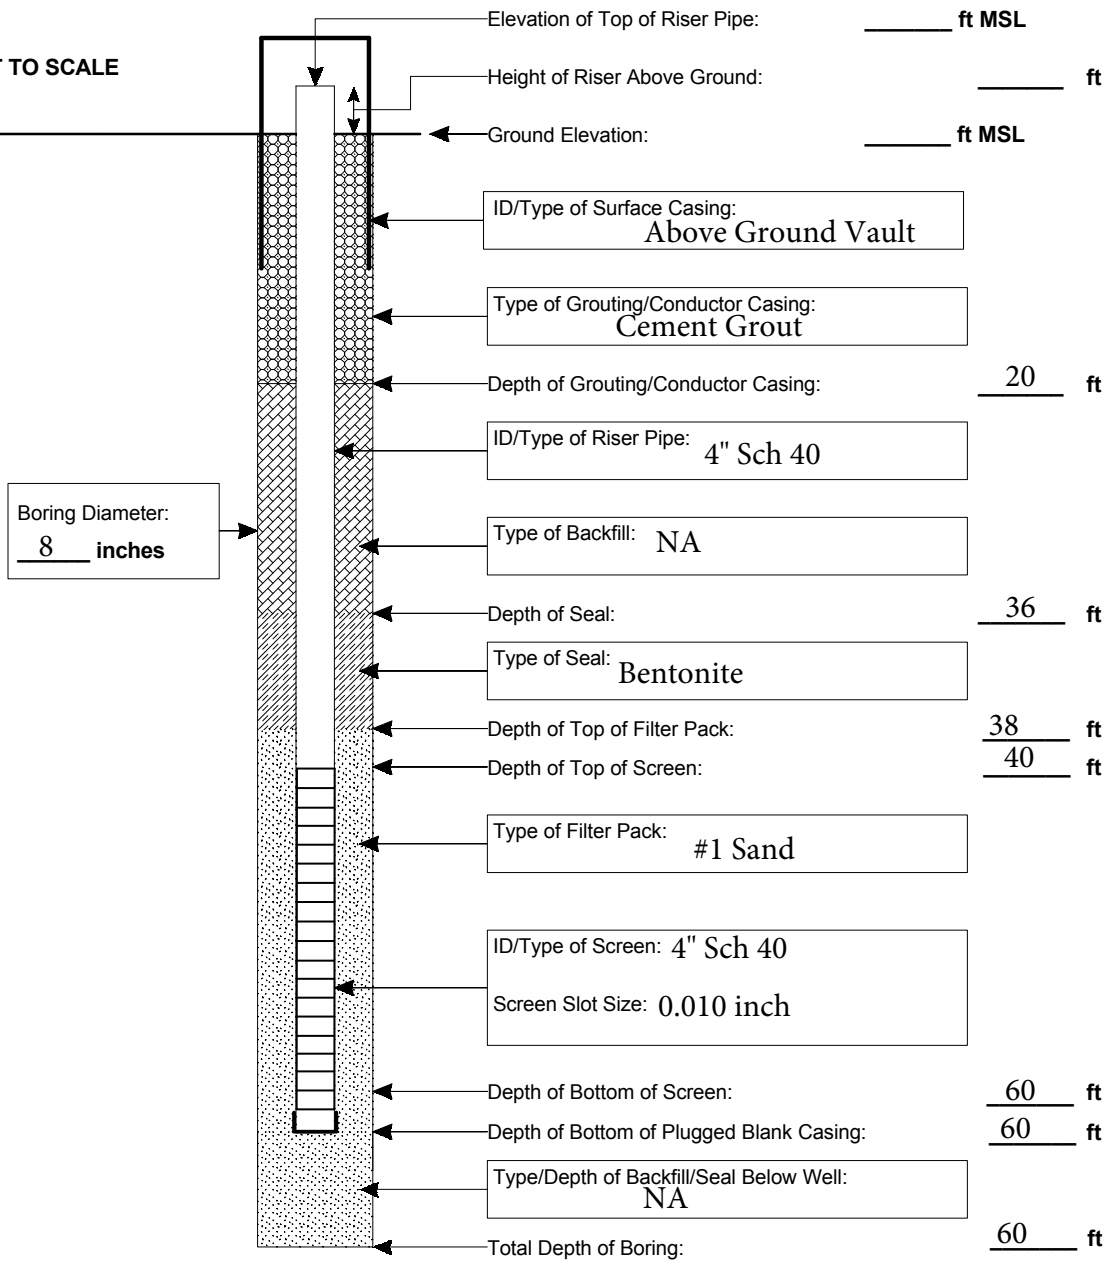 Elevation of Top of Riser Pipe: ft MSL
T TO SCALE
Height of Riser Above Ground: ft
Ground Elevation: ft MSL
ID/Type of Surface Casing:
Above Ground Vault
Type of Grouting/Conductor Casing:
Cement Grout
Depth of Grouting/Conductor Casing: 20 ft
ID/Type of Riser Pipe: 4" Sch 40
Boring Diameter:
8 inches
Type of Backfill: NA
Depth of Seal: 36 ft
Type of Seal: Bentonite
Depth of Top of Filter Pack: 38 ft
Depth of Top of Screen: 40 ft
Type of Filter Pack: #1 Sand
ID/Type of Screen: 4" Sch 40
Screen Slot Size: 0.010 inch
Depth of Bottom of Screen: 60 ft
Depth of Bottom of Plugged Blank Casing: 60 ft
Type/Depth of Backfill/Seal Below Well:
NA
Total Depth of Boring: 60 ft